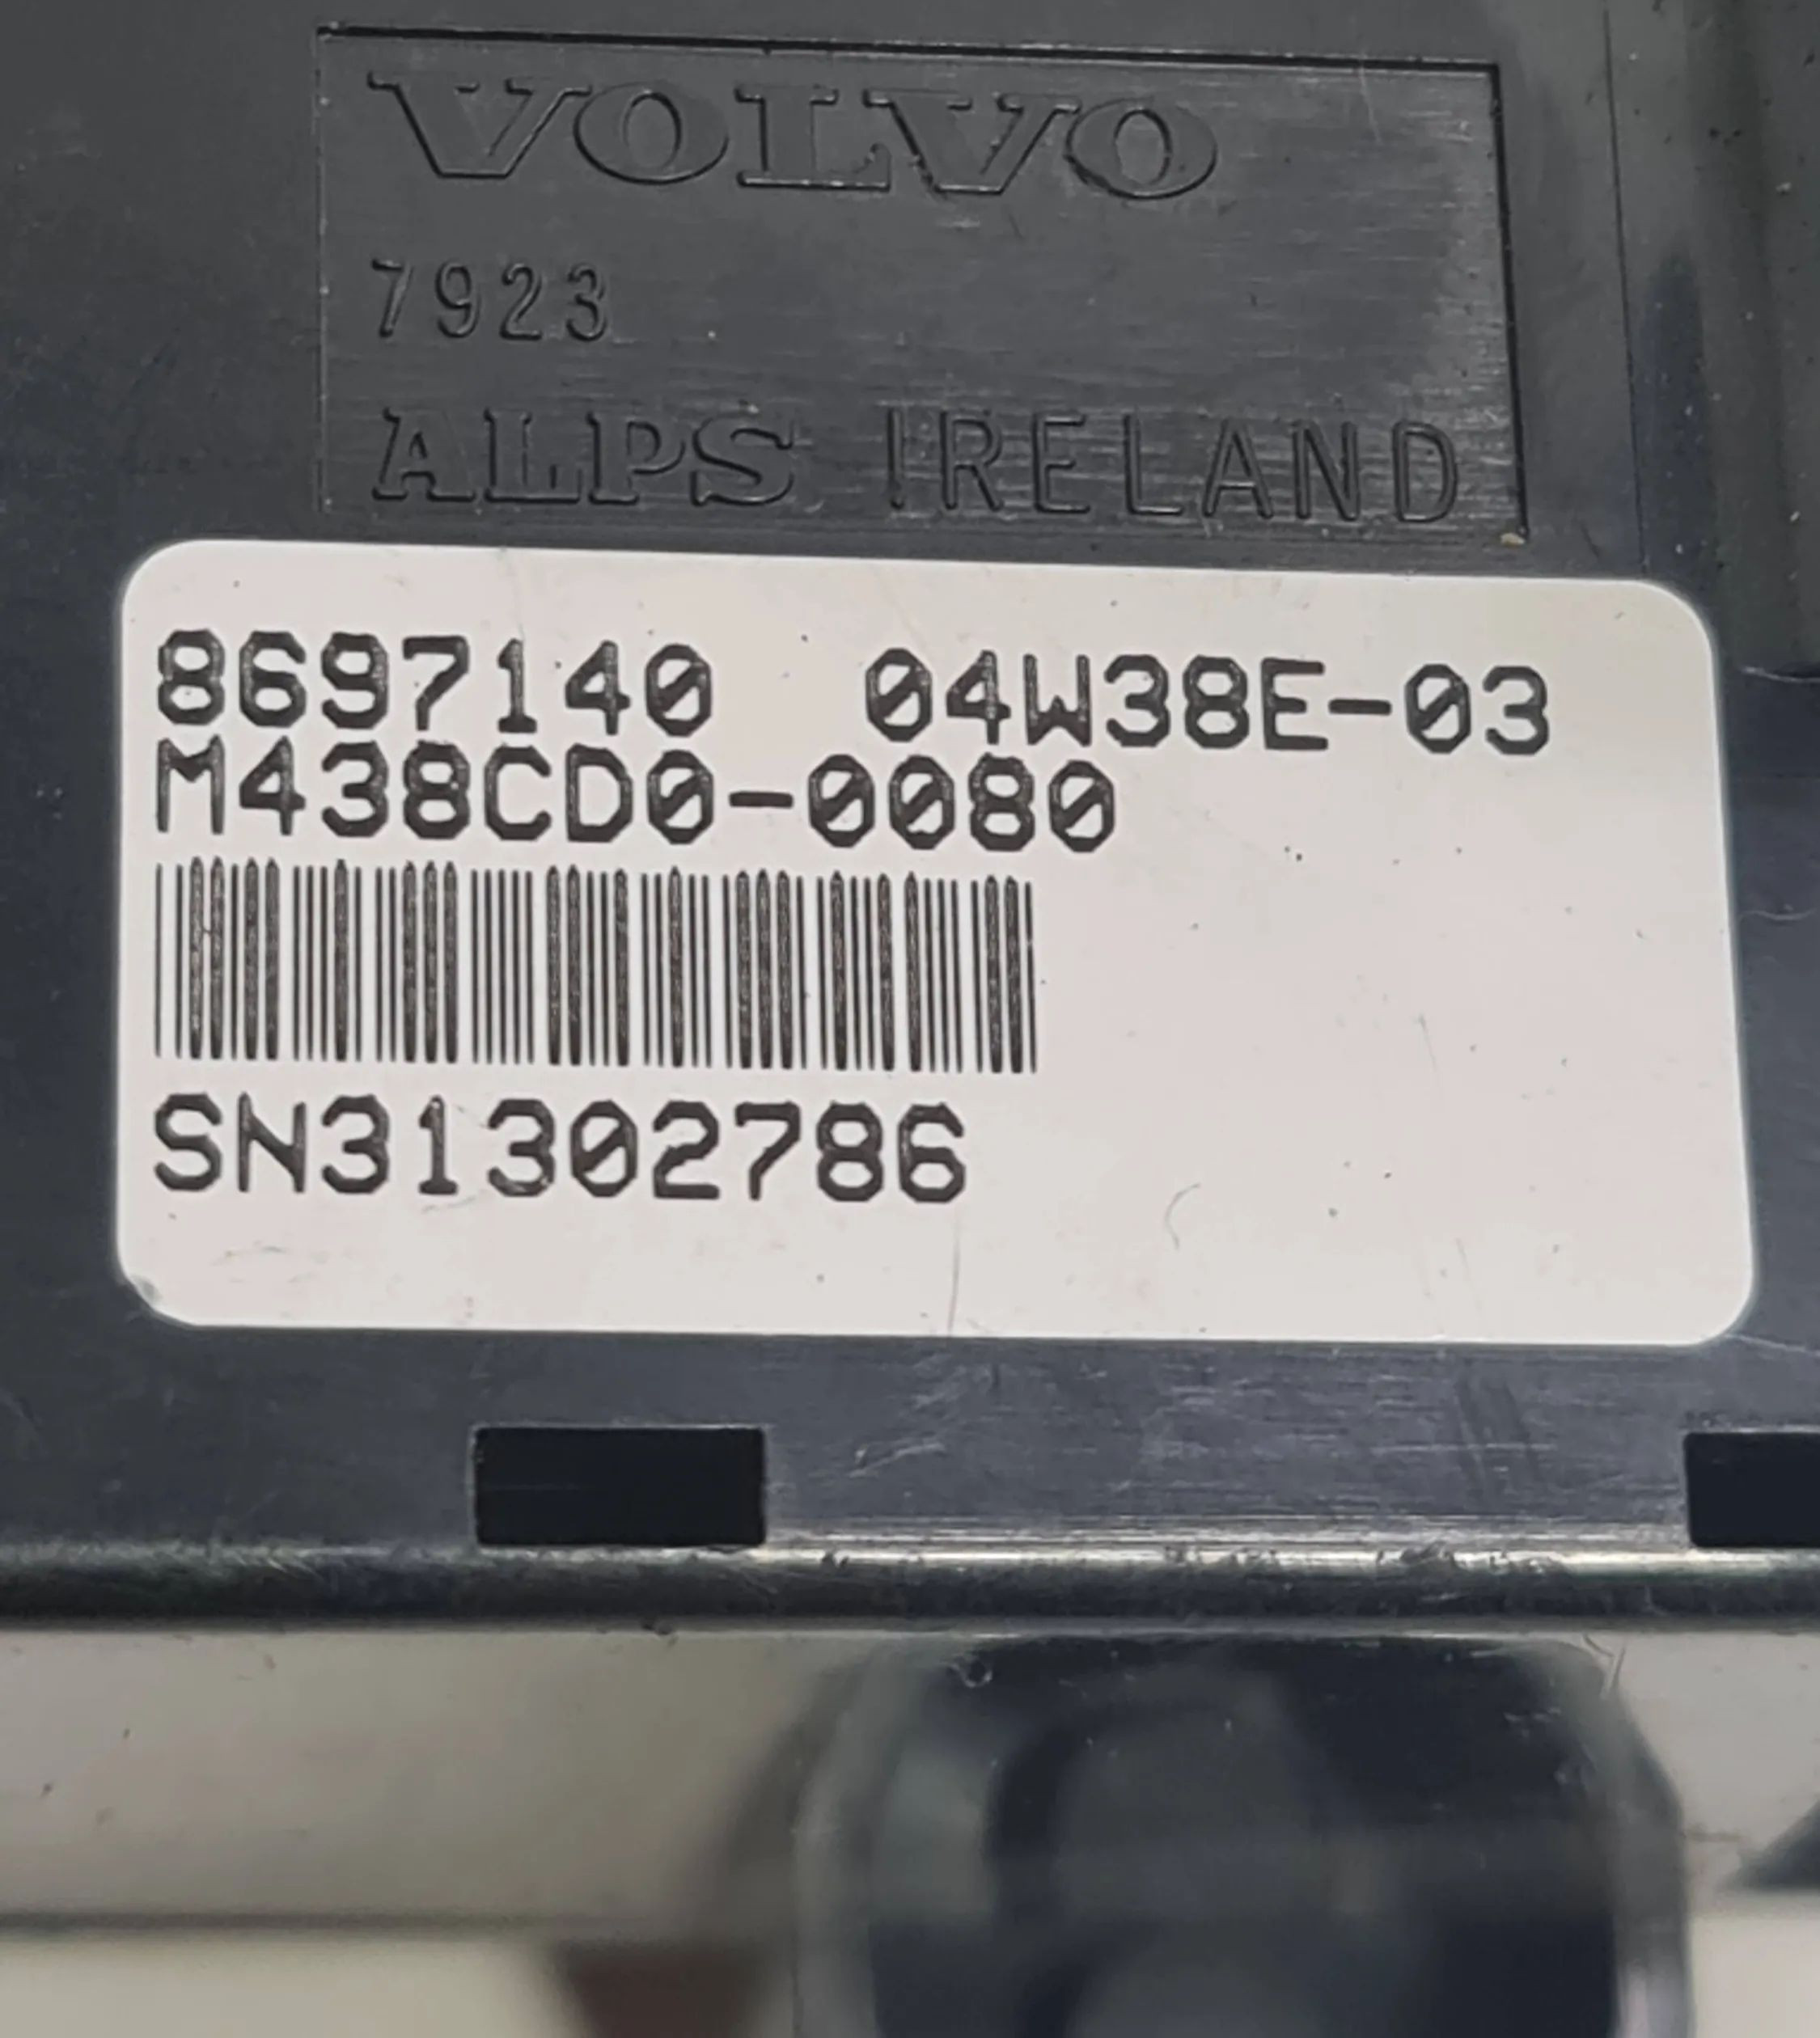 VOLVO
7923
ALPS IRELAND
8697140 04W38E-03
M438CD0-0080
SN31302786